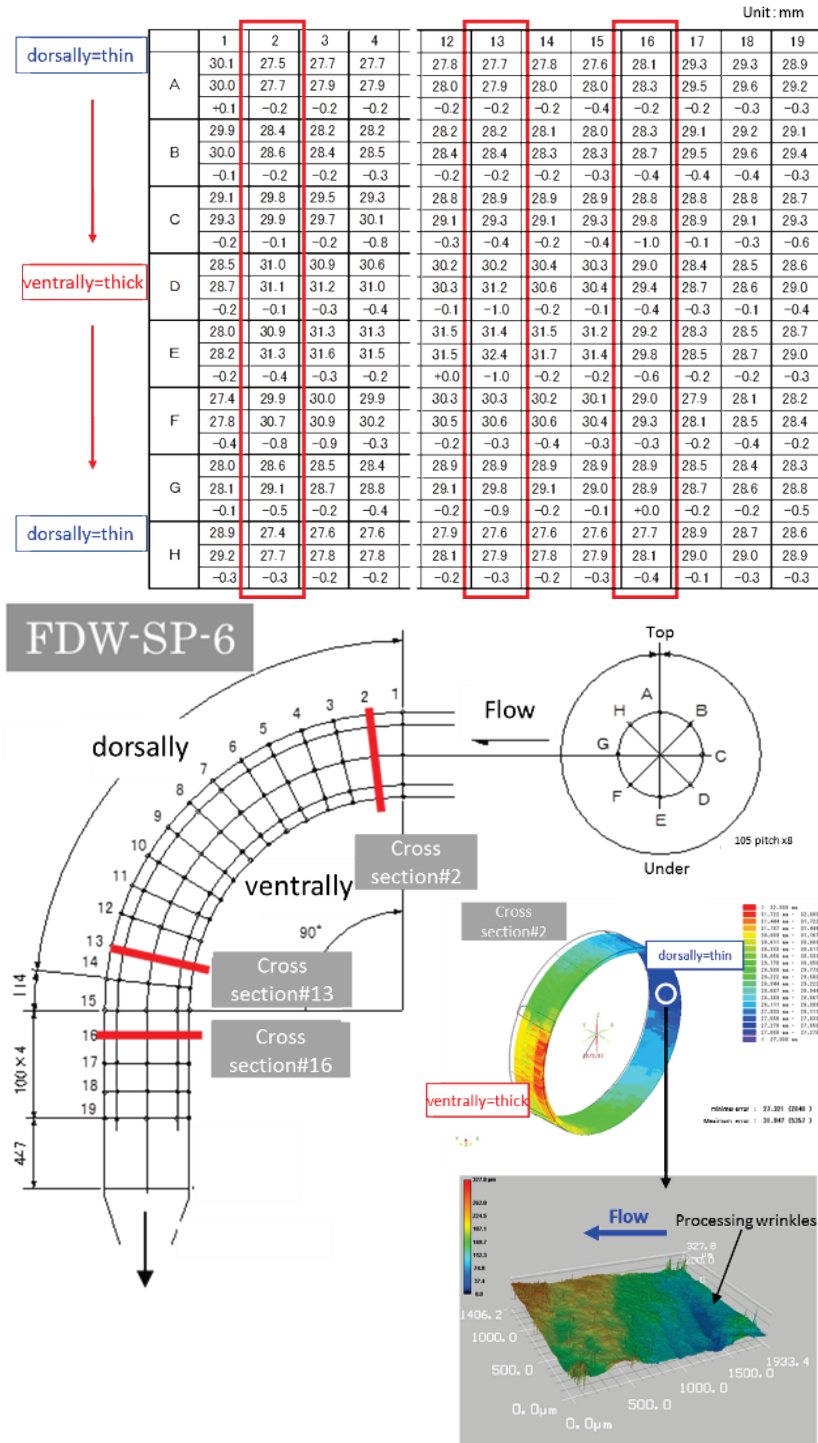 Unit: mm
dorsally=thin
ventrally=thick
dorsally=thin
1 2 3 4 12 13 14 15 16 17 18 19
A
30.1 27.5 27.7 27.7 27.8 27.7 27.8 27.6 28.1 29.3 29.3 28.9
30.0 27.7 27.9 27.9 28.0 27.9 28.0 28.0 28.3 29.5 29.6 29.2
+0.1 -0.2 -0.2 -0.2 -0.2 -0.2 -0.2 -0.4 -0.2 -0.2 -0.3 -0.3
B
29.9 28.4 28.2 28.2 28.2 28.2 28.1 28.0 28.3 29.1 29.2 29.1
30.0 28.6 28.4 28.5 28.4 28.4 28.3 28.3 28.7 29.5 29.6 29.4
-0.1 -0.2 -0.2 -0.3 -0.2 -0.2 -0.2 -0.3 -0.4 -0.4 -0.4 -0.3
C
29.1 29.8 29.5 29.3 28.8 28.9 28.9 28.9 28.8 28.8 28.8 28.7
29.3 29.9 29.7 30.1 29.1 29.3 29.1 29.3 29.8 28.9 29.1 29.3
-0.2 -0.1 -0.2 -0.8 -0.3 -0.4 -0.2 -0.4 -1.0 -0.1 -0.3 -0.6
D
28.5 31.0 30.9 30.6 30.2 30.2 30.4 30.3 29.0 28.4 28.5 28.6
28.7 31.1 31.2 31.0 30.3 31.2 30.6 30.4 29.4 28.7 28.6 29.0
-0.2 -0.1 -0.3 -0.4 -0.1 -1.0 -0.2 -0.1 -0.4 -0.3 -0.1 -0.4
E
28.0 30.9 31.3 31.3 31.5 31.4 31.5 31.2 29.2 28.3 28.5 28.7
28.2 31.3 31.6 31.5 31.5 32.4 31.7 31.4 29.8 28.5 28.7 29.0
-0.2 -0.4 -0.3 -0.2 +0.0 -1.0 -0.2 -0.2 -0.6 -0.2 -0.2 -0.3
F
27.4 29.9 30.0 29.9 30.3 30.3 30.2 30.1 29.0 27.9 28.1 28.2
27.8 30.7 30.9 30.2 30.5 30.6 30.6 30.4 29.3 28.1 28.5 28.4
-0.4 -0.8 -0.9 -0.3 -0.2 -0.3 -0.4 -0.3 -0.3 -0.2 -0.4 -0.2
G
28.0 28.6 28.5 28.4 28.9 28.9 28.9 28.9 28.9 28.5 28.4 28.3
28.1 29.1 28.7 28.8 29.1 29.8 29.1 29.0 28.9 28.7 28.6 28.8
-0.1 -0.5 -0.2 -0.4 -0.2 -0.9 -0.2 -0.1 +0.0 -0.2 -0.2 -0.5
H
28.9 27.4 27.6 27.6 27.9 27.6 27.6 27.6 27.7 28.9 28.7 28.6
29.2 27.7 27.8 27.8 28.1 27.9 27.8 27.9 28.1 29.0 29.0 28.9
-0.3 -0.3 -0.2 -0.2 -0.2 -0.3 -0.2 -0.3 -0.4 -0.1 -0.3 -0.3
FDW-SP-6
dorsally
ventrally
Flow
1
2
3
4
5
6
7
8
9
10
11
12
13
14
15
16
17
18
19
90°
114
100×4
447
Cross
section#2
Cross
section#13
Cross
section#16
Top
A
H B
G C
F D
E
105 pitch x8
Under
Cross
section#2
dorsally=thin
ventrally=thick
Maximum error : 31.947 (5357 )
Flow
Processing wrinkles
327.8
1406.2
1000.0
500.0
0.0μm
0.0μm
500.0
1000.0
1500.0
1933.4